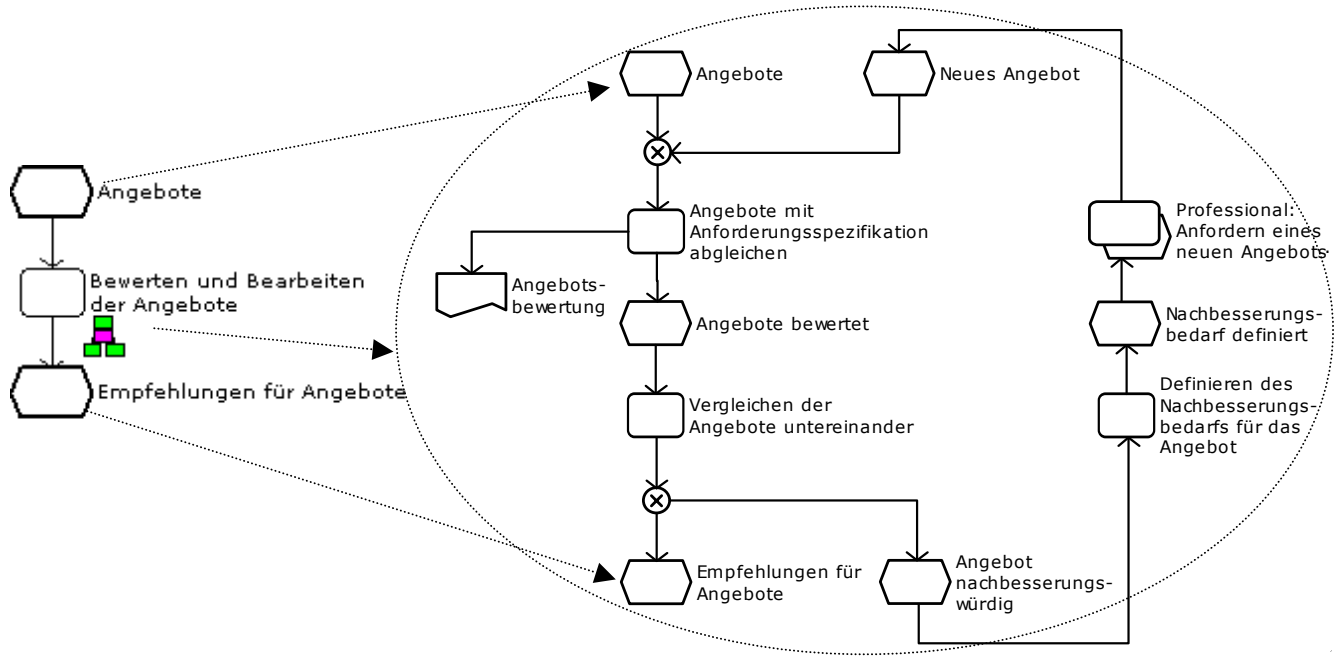 Angebote
Bewerten und Bearbeiten
der Angebote
Empfehlungen für Angebote
Angebote
Neues Angebot
Angebote mit
Anforderungsspezifikation
abgleichen
Angebots-
bewertung
Angebote bewertet
Vergleichen der
Angebote untereinander
Empfehlungen für
Angebote
Angebot
nachbesserungs-
würdig
Professional:
Anfordern eines
neuen Angebots
Nachbesserungs-
bedarf definiert
Definieren des
Nachbesserungs-
bedarfs für das
Angebot